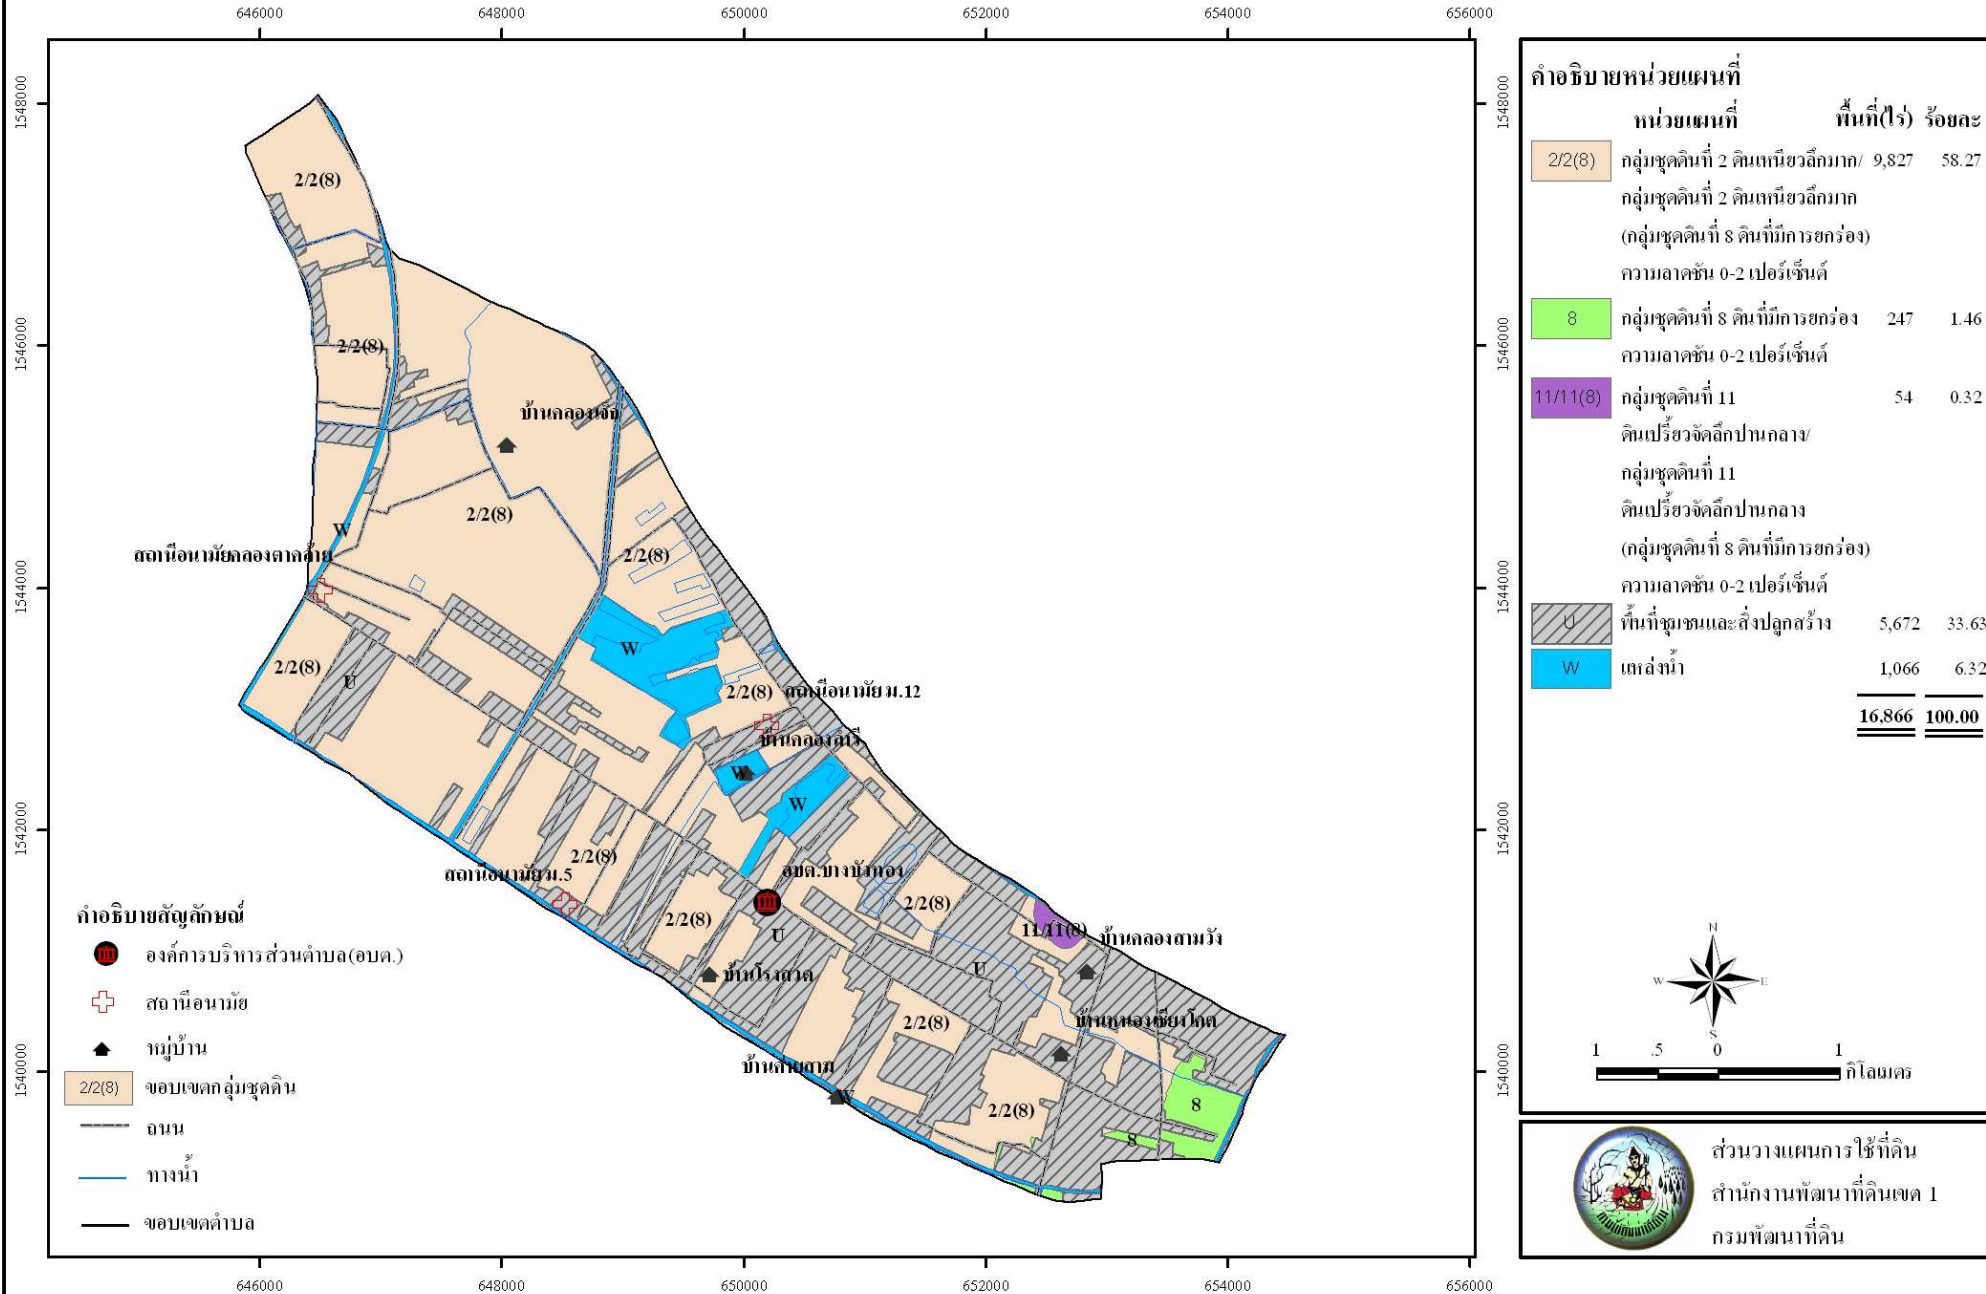 646000 648000 650000 652000 654000 656000
1548000 1548000
1546000 1546000
1544000 1544000
1542000 1542000
1540000 1540000
2/2(8)
2/2(8)
2/2(8)
W
สถานีอนามัยคลองตาคล้าย
2/2(8)
2/2(8)
U
W
2/2(8)
สถานีอนามัย ม.12
บ้านคลองลำรี
W
W
2/2(8)
สถานีอนามัย ม.5
อบต.บางบัวทอง
2/2(8)
2/2(8)
U
11/11(8)
บ้านคลองสามวัง
U
บ้านโรงสวด
2/2(8)
บ้านหนองเชียงโคต
W
2/2(8)
8
8
คำอธิบายสัญลักษณ์
องค์การบริหารส่วนตำบล(อบต.)
สถานีอนามัย
หมู่บ้าน
2/2(8) ขอบเขตกลุ่มชุดดิน
ถนน
ทางน้ำ
ขอบเขตตำบล
646000 648000 650000 652000 654000 656000
คำอธิบายหน่วยแผนที่
หน่วยแผนที่ พื้นที่(ไร่) ร้อยละ
2/2(8) กลุ่มชุดดินที่ 2 ดินเหนียวลึกมาก/ 9,827 58.27
กลุ่มชุดดินที่ 2 ดินเหนียวลึกมาก
(กลุ่มชุดดินที่ 8 ดินที่มีการยกร่อง)
ความลาดชัน 0-2 เปอร์เซ็นต์
8 กลุ่มชุดดินที่ 8 ดินที่มีการยกร่อง 247 1.46
ความลาดชัน 0-2 เปอร์เซ็นต์
11/11(8) กลุ่มชุดดินที่ 11 54 0.32
ดินเปรี้ยวจัดลึกปานกลาง/
กลุ่มชุดดินที่ 11
ดินเปรี้ยวจัดลึกปานกลาง
(กลุ่มชุดดินที่ 8 ดินที่มีการยกร่อง)
ความลาดชัน 0-2 เปอร์เซ็นต์
U พื้นที่ชุมชนและสิ่งปลูกสร้าง 5,672 33.63
W แหล่งน้ำ 1,066 6.32
16,866 100.00
N
W E
S
1 .5 0 1
กิโลเมตร
ส่วนวางแผนการใช้ที่ดิน
สำนักงานพัฒนาที่ดินเขต 1
กรมพัฒนาที่ดิน
กรมพัฒนาที่ดิน